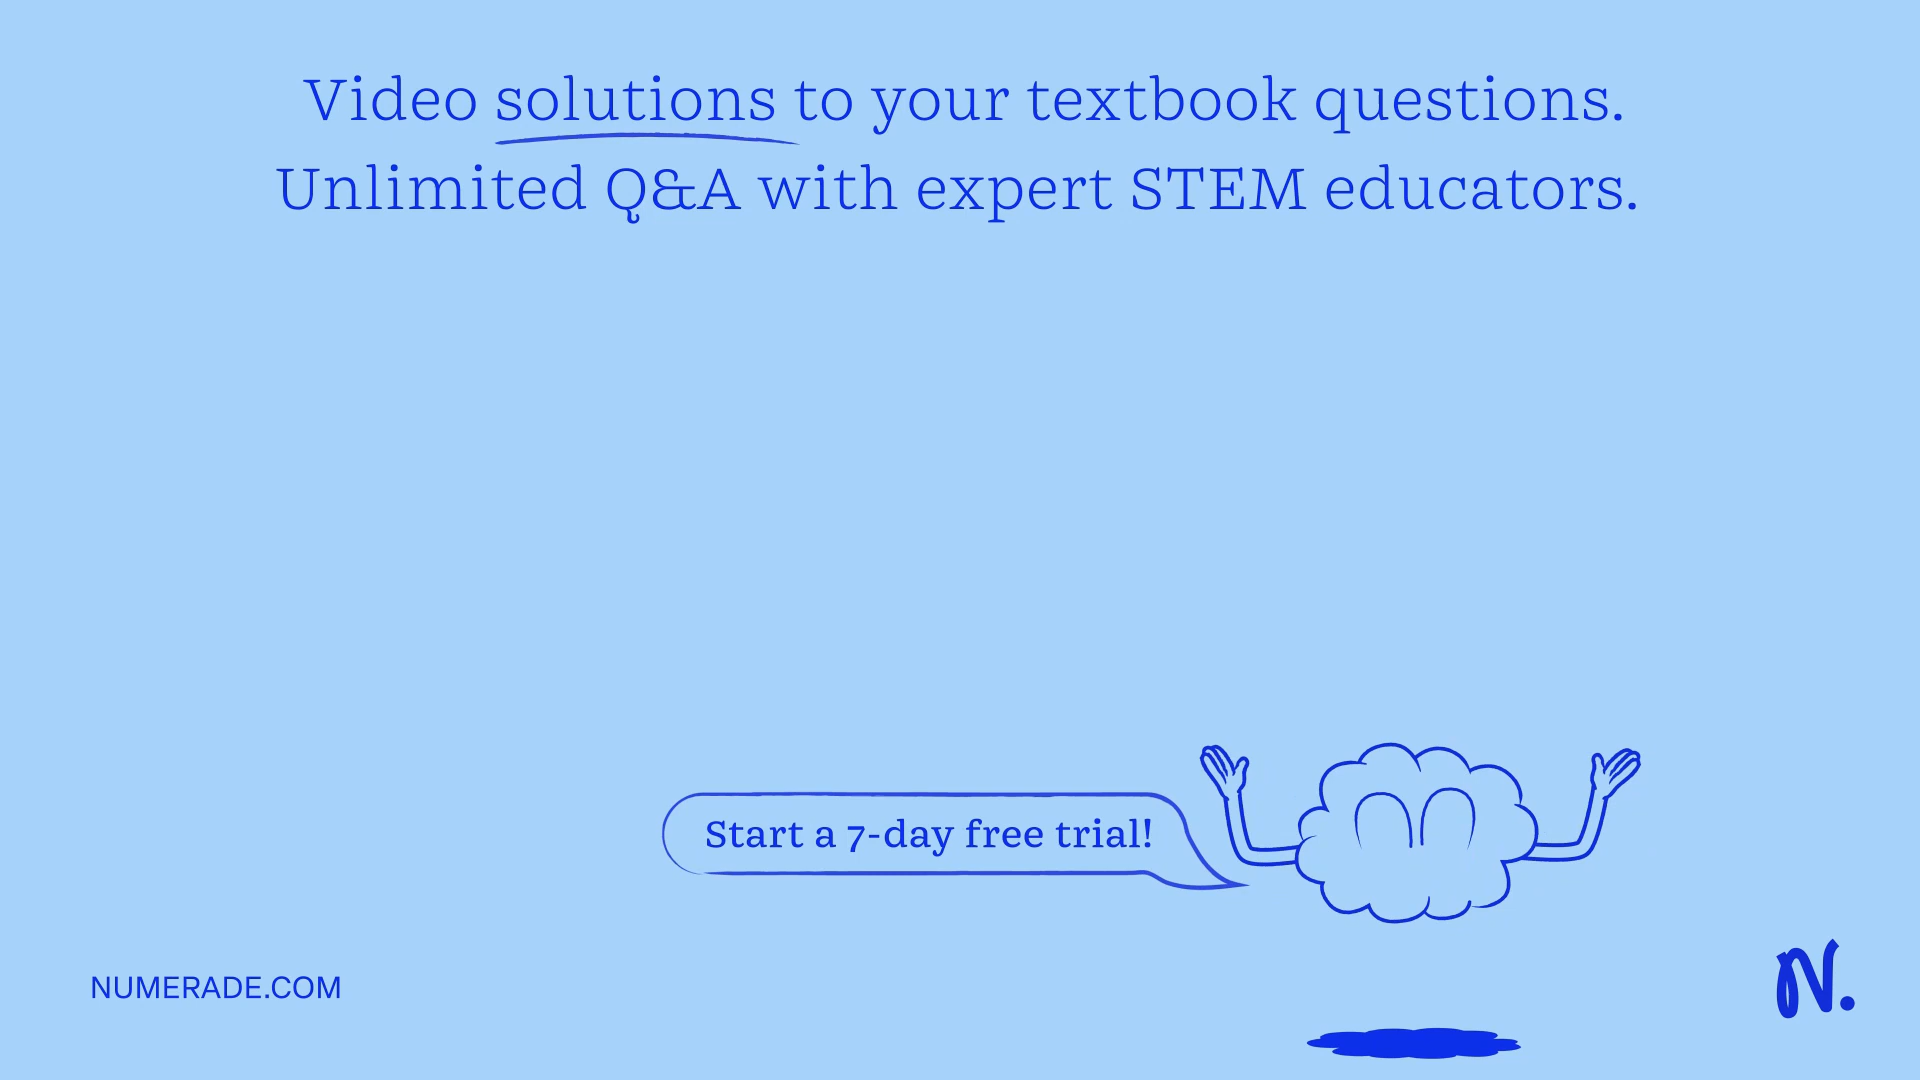 Video solutions to your textbook questions.
Unlimited Q&A with expert STEM educators.
Start a 7-day free trial!
NUMERADE.COM
N.